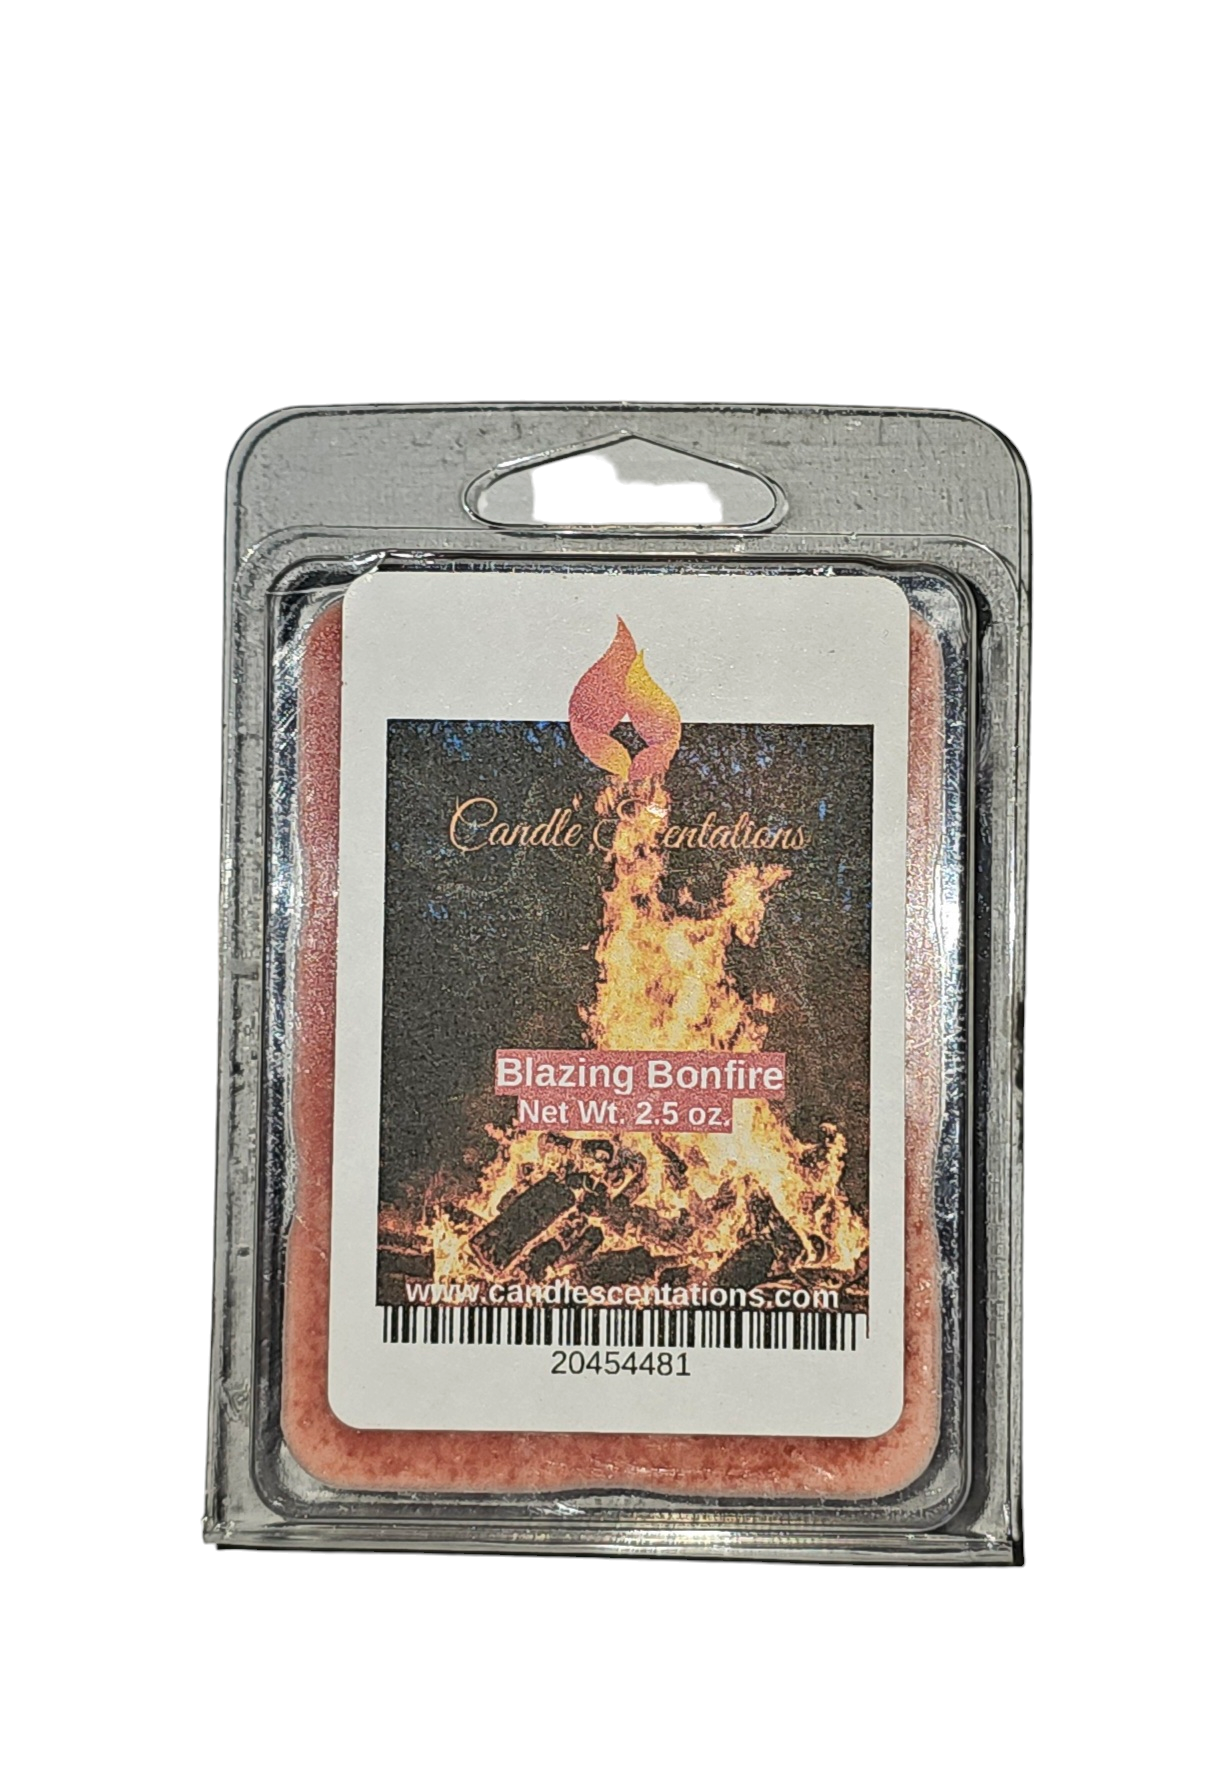 Candle Scentations
Blazing Bonfire
Net Wt. 2.5 oz.
www.candlescentations.com
20454481